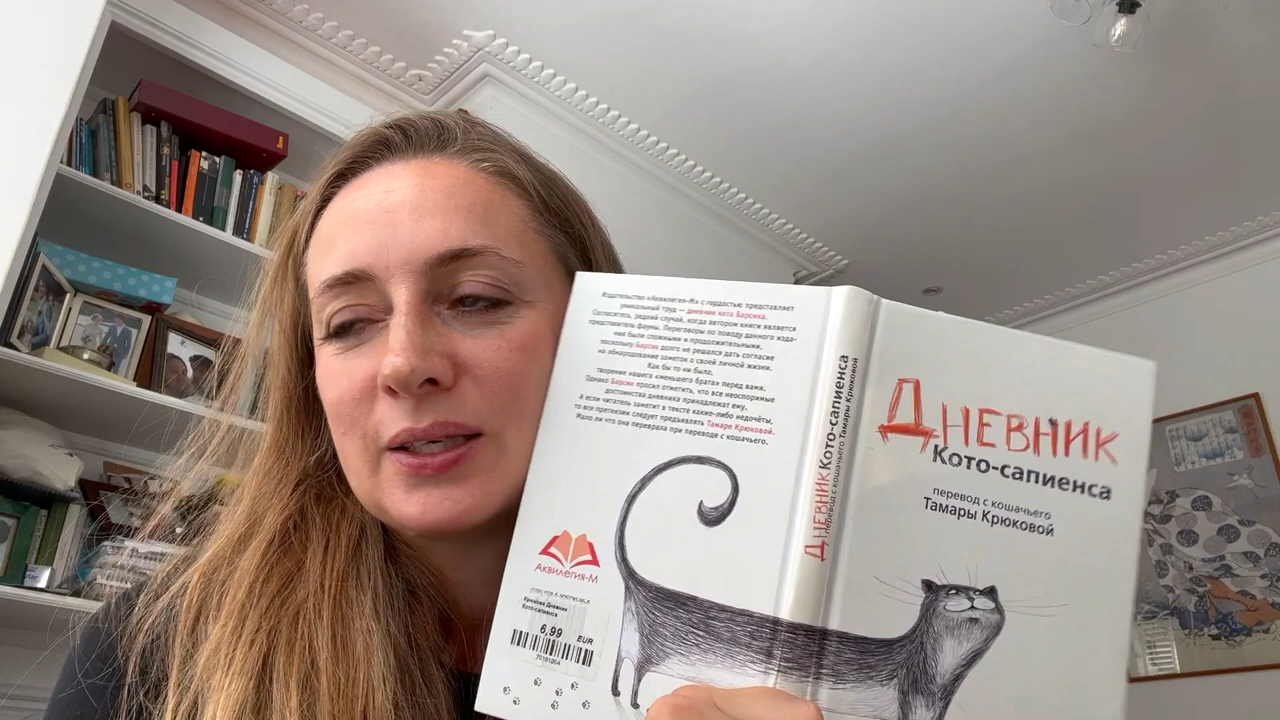 Издательство «Аквилегия-М» с гордостью представляет
уникальный труд — дневник кота Барсика.
Согласитесь, редкий случай, когда автором книги является
представитель фауны. Переговоры по поводу данного изда-
ния были сложными и продолжительными,
поскольку Барсик долго не решался дать согласие
на обнародование заметок о своей личной жизни.
Как бы то ни было,
творение нашего «меньшего брата» перед вами.
Однако Барсик просил отметить, что все неоспоримые
достоинства дневника принадлежат ему.
А если читатель заметит в тексте какие-либо недочёты,
то все претензии следует предъявлять Тамаре Крюковой.
Мало ли что она переврала при переводе с кошачьего.
Аквилегия-М
Крюкова Дневник
Кото-сапиенса
6,99 EUR
70101204
Дневник Кото-сапиенса
перевод с кошачьего Тамары Крюковой
Дневник
Кото-сапиенса
перевод с кошачьего
Тамары Крюковой